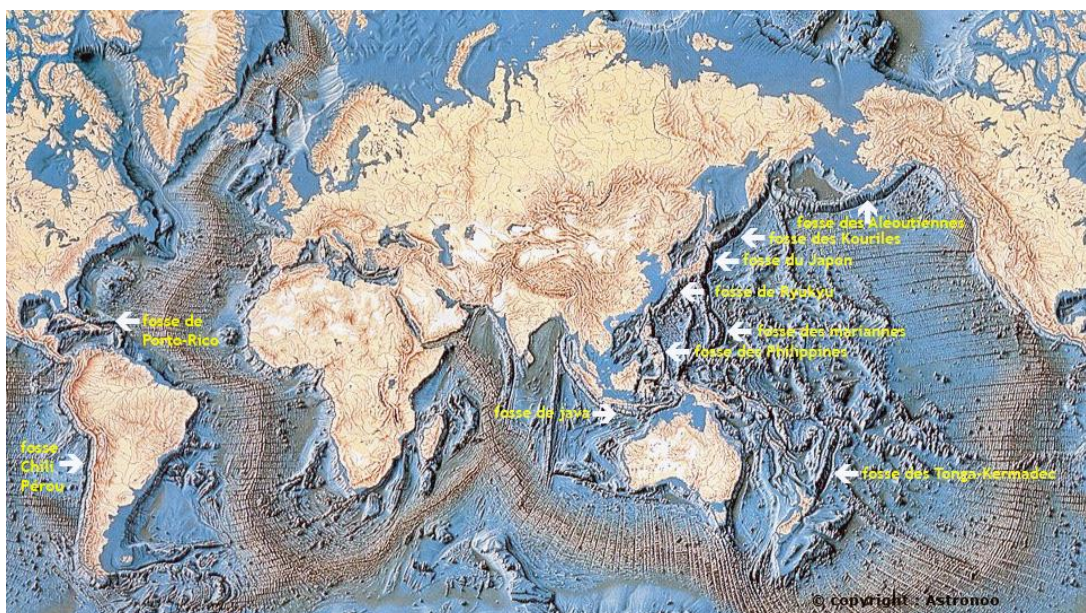 fosse des Aleoutiennes
fosse des Kouriles
fosse du Japon
fosse de Ryukyu
fosse de
Porto-Rico
fosse des mariannes
fosse des Philippines
fosse de java
fosse
Chili
Pérou
fosse des Tonga-Kermadec
© copyright : Astronoo